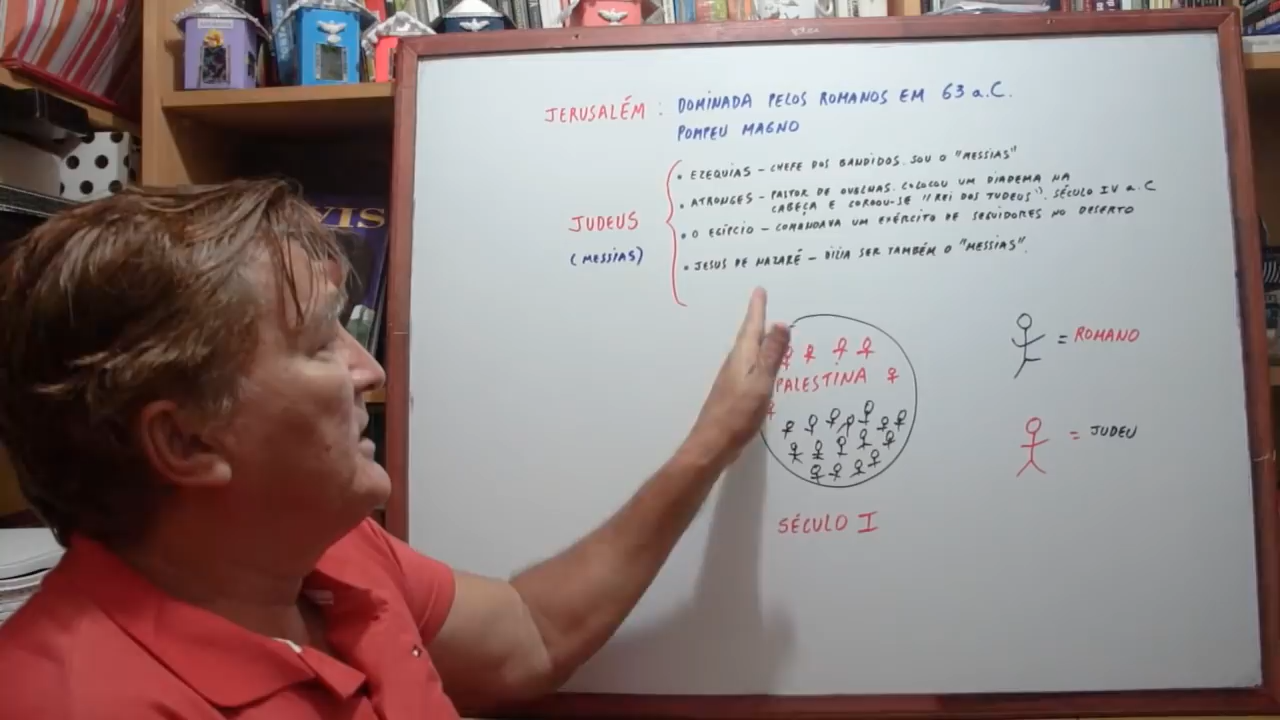 JERUSALÉM : DOMINADA PELOS ROMANOS EM 63 a.C.
POMPEU MAGNO
JUDEUS
(MESSIAS)
• EZEQUIAS – CHEFE DOS BANDIDOS. SOU O "MESSIAS"
• ATRONGES – PASTOR DE OVELHAS. COLOCOU UM DIADEMA NA
CABEÇA E COROOU-SE "REI DOS JUDEUS". SÉCULO IV a.C
• O EGÍPCIO – COMANDAVA UM EXÉRCITO DE SEGUIDORES NO DESERTO
• JESUS DE NAZARÉ – DIZIA SER TAMBÉM O "MESSIAS".
PALESTINA
SÉCULO I
= ROMANO
= JUDEU